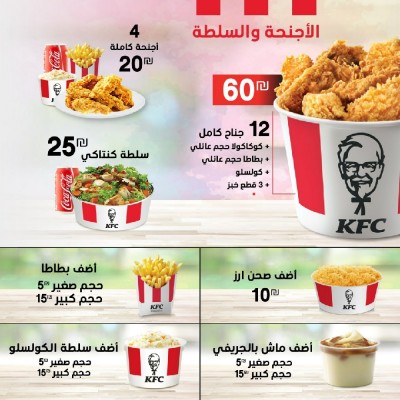 الأجنحة والسلطة
4
أجنحة كاملة
20₪
60₪
12 جناح كامل
+ كوكاكولا حجم عائلي
+ بطاطا حجم عائلي
+ كولسلو
+ 3 قطع خبز
سلطة كنتاكي 25₪
KFC
KFC
أضف بطاطا
حجم صغير 5₪
حجم كبير 15₪
أضف صحن ارز
10₪
أضف سلطة الكولسلو
حجم صغير 5₪
حجم كبير 15₪
KFC
أضف ماش بالجريفي
حجم صغير 5₪
حجم كبير 15₪